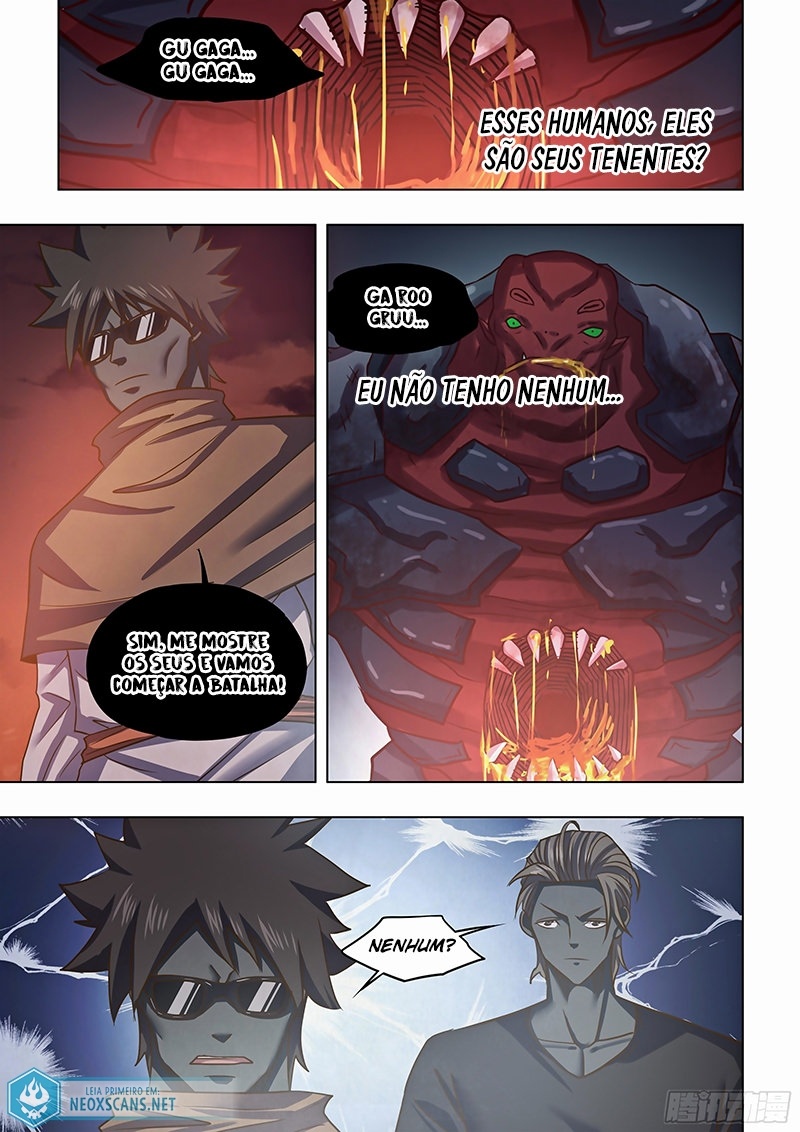 GU GAGA...
GU GAGA...
ESSES HUMANOS, ELES
SÃO SEUS TENENTES?
GA ROO
GRUU...
EU NÃO TENHO NENHUM...
SIM, ME MOSTRE
OS SEUS E VAMOS
COMEÇAR A BATALHA!
NENHUM?
LEIA PRIMEIRO EM:
NEOXSCANS.NET
腾讯动漫